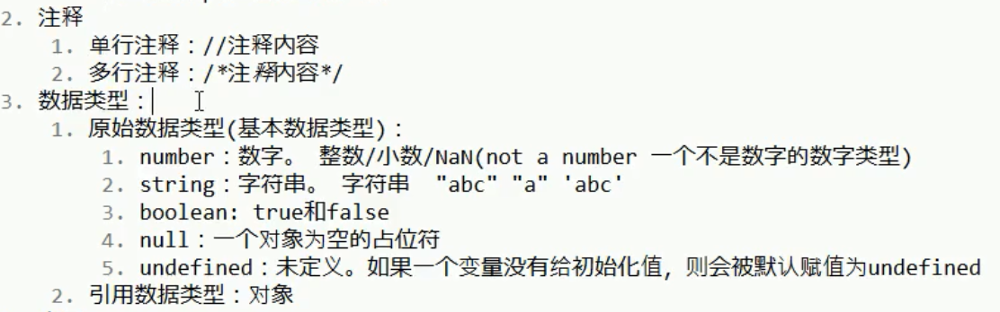 2. 注释
1. 单行注释：//注释内容
2. 多行注释：/*注释内容*/
3. 数据类型：
1. 原始数据类型(基本数据类型)：
1. number：数字。 整数/小数/NaN(not a number 一个不是数字的数字类型)
2. string：字符串。 字符串 "abc" "a" 'abc'
3. boolean: true和false
4. null：一个对象为空的占位符
5. undefined：未定义。如果一个变量没有给初始化值，则会被默认赋值为undefined
2. 引用数据类型：对象